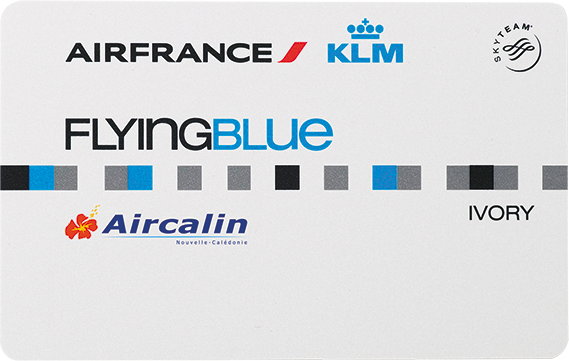 AIRFRANCE KLM SKYTEAM
FLYINGBLUE
Aircalin
Nouvelle-Calédonie
IVORY